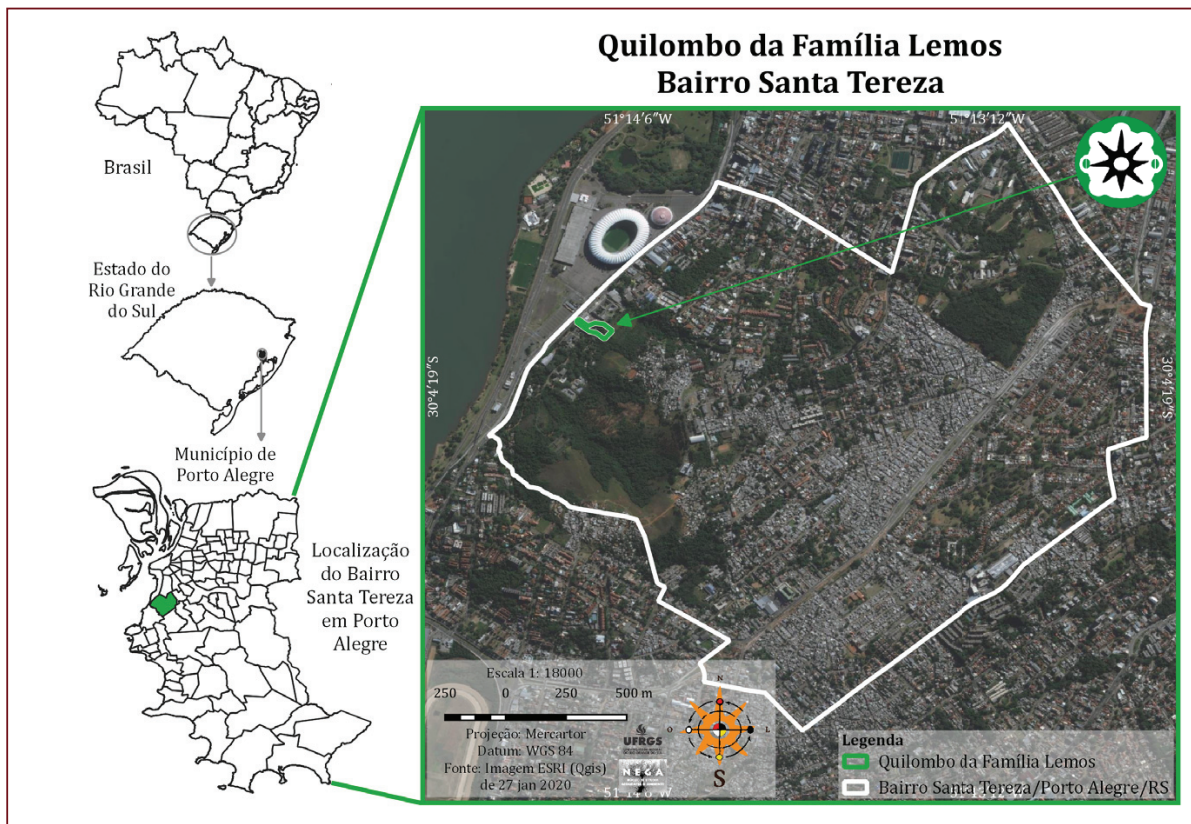 Quilombo da Família Lemos
Bairro Santa Tereza
Brasil
Estado do
Rio Grande
do Sul
Município de
Porto Alegre
Localização
do Bairro
Santa Tereza
em Porto
Alegre
51°14'6"W
51°13'12"W
30°4'19"S
30°4'19"S
Escala 1: 18000
250 0 250 500 m
Projeção: Mercartor
Datum: WGS 84
Fonte: Imagem ESRI (Qgis)
de 27 jan 2020
UFRGS
NEGA
N
O
L
S
Legenda
Quilombo da Família Lemos
Bairro Santa Tereza/Porto Alegre/RS